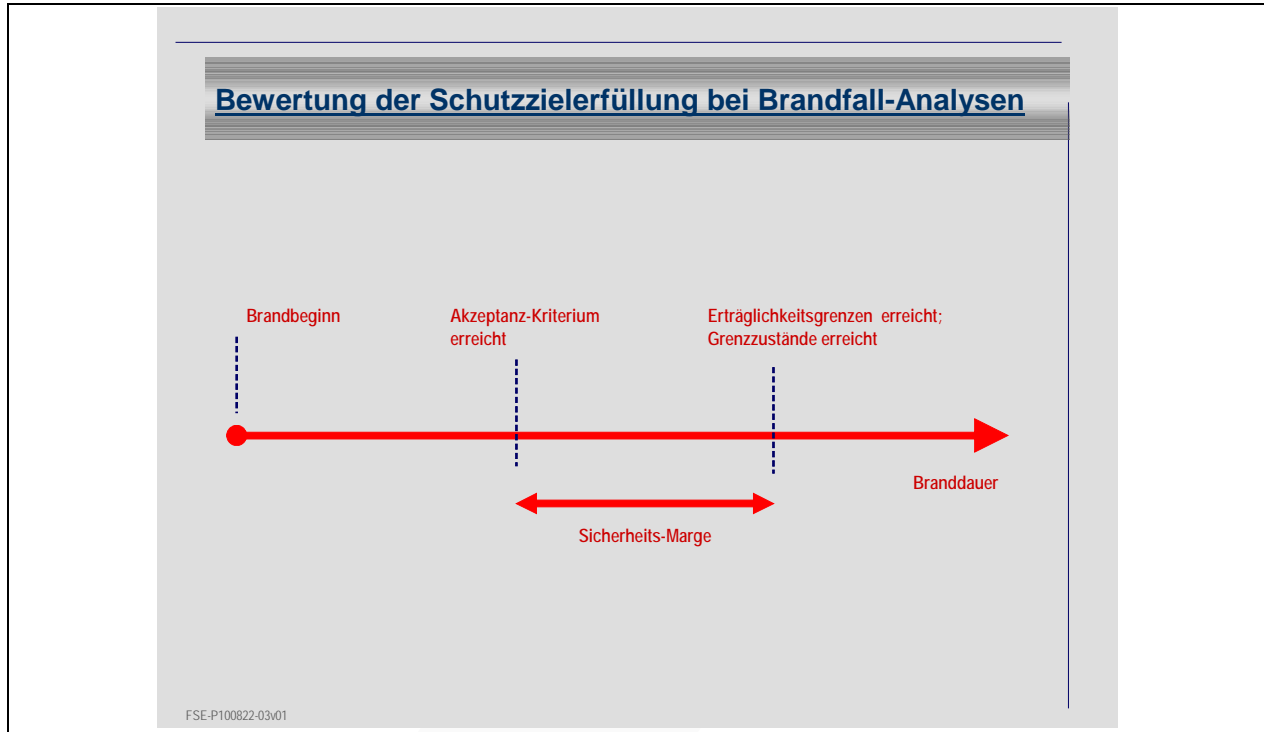 Bewertung der Schutzzielerfüllung bei Brandfall-Analysen
Brandbeginn
Akzeptanz-Kriterium
erreicht
Erträglichkeitsgrenzen erreicht;
Grenzzustände erreicht
Branddauer
Sicherheits-Marge
FSE-P100822-03v01